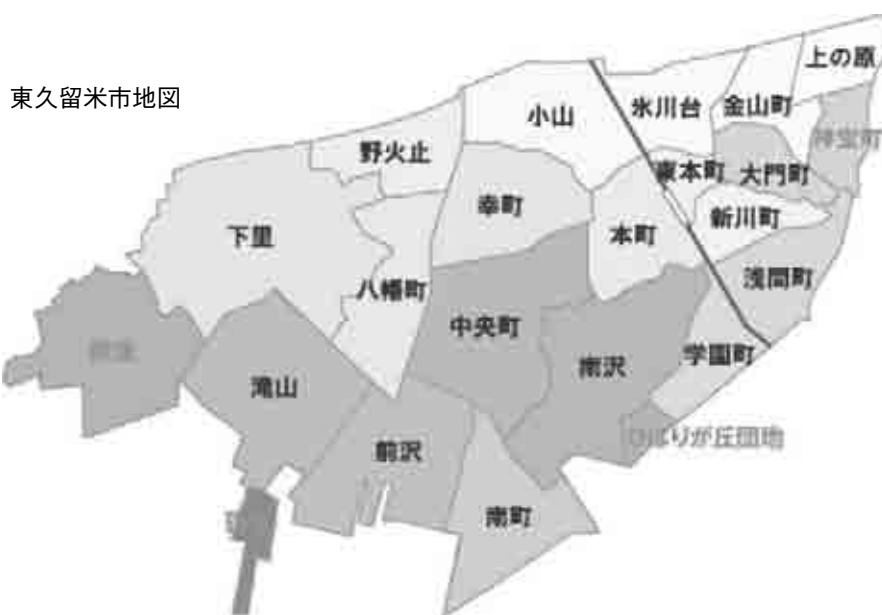 東久留米市地図
上の原
金山町
氷川台
小山
神宝町
野火止
東本町
大門町
幸町
新川町
下里
本町
浅間町
八幡町
中央町
学園町
南沢
滝山
ひばりが丘団地
前沢
南町